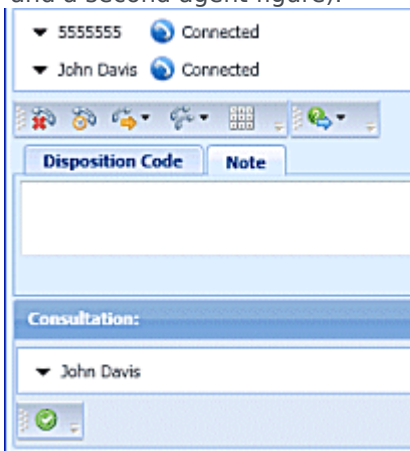 and a second agent figure).
5555555 Connected
John Davis Connected
Disposition Code Note
Consultation:
John Davis